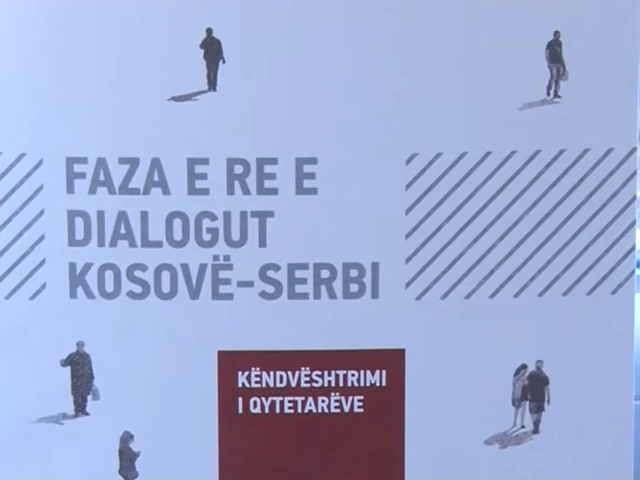 FAZA E RE E
DIALOGUT
KOSOVË-SERBI
KËNDVËSHTRIMI
I QYTETARËVE